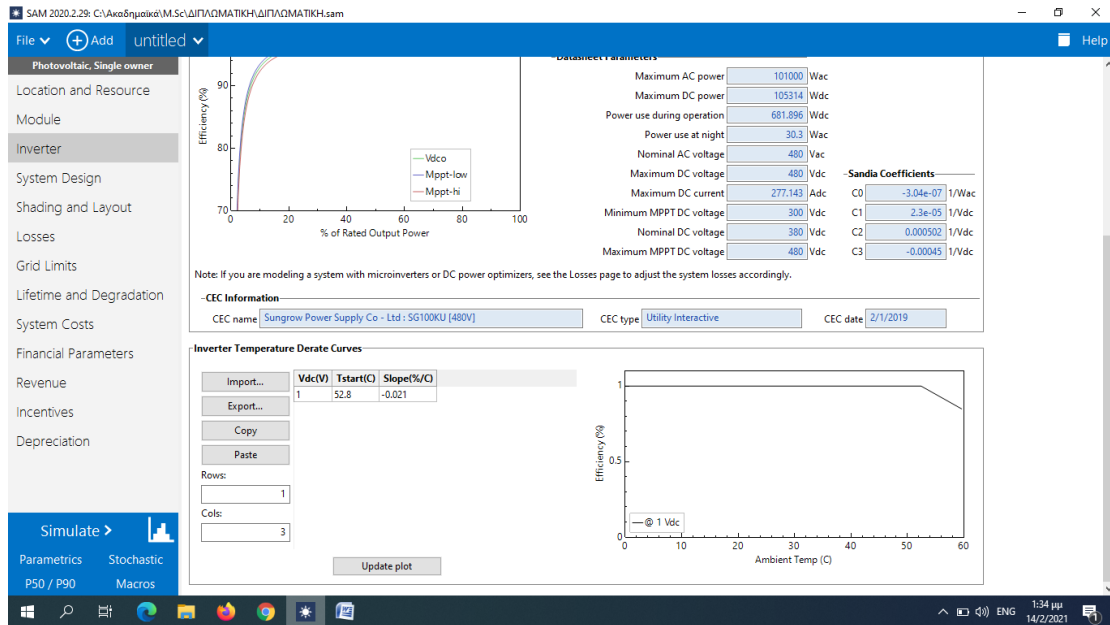 SAM 2020.2.29: C:\Ακαδημαϊκά\M.Sc\ΔΙΠΛΩΜΑΤΙΚΗ\ΔΙΠΛΩΜΑΤΙΚΗ.sam
File Add untitled Help
Photovoltaic, Single owner
Location and Resource
Module
Inverter
System Design
Shading and Layout
Losses
Grid Limits
Lifetime and Degradation
System Costs
Financial Parameters
Revenue
Incentives
Depreciation
Simulate >
Parametrics Stochastic
P50 / P90 Macros
90
80
70
Efficiency (%)
Vdco
Mppt-low
Mppt-hi
0 20 40 60 80 100
% of Rated Output Power
Datasheet Parameters
Maximum AC power 101000 Wac
Maximum DC power 105314 Wdc
Power use during operation 681.896 Wdc
Power use at night 30.3 Wac
Nominal AC voltage 480 Vac
Maximum DC voltage 480 Vdc
Maximum DC current 277.143 Adc
Minimum MPPT DC voltage 300 Vdc
Nominal DC voltage 380 Vdc
Maximum MPPT DC voltage 480 Vdc
Sandia Coefficients
C0 -3.04e-07 1/Wac
C1 2.3e-05 1/Vdc
C2 0.000502 1/Vdc
C3 -0.00045 1/Vdc
Note: If you are modeling a system with microinverters or DC power optimizers, see the Losses page to adjust the system losses accordingly.
CEC Information
CEC name Sungrow Power Supply Co - Ltd : SG100KU [480V] CEC type Utility Interactive CEC date 2/1/2019
Inverter Temperature Derate Curves
Import...
Export...
Copy
Paste
Rows:
1
Cols:
3
Vdc(V) Tstart(C) Slope(%/C)
1 52.8 -0.021
Update plot
1
0.5
0
Efficiency (%)
@ 1 Vdc
0 10 20 30 40 50 60
Ambient Temp (C)
ENG
1:34 μμ
14/2/2021
1